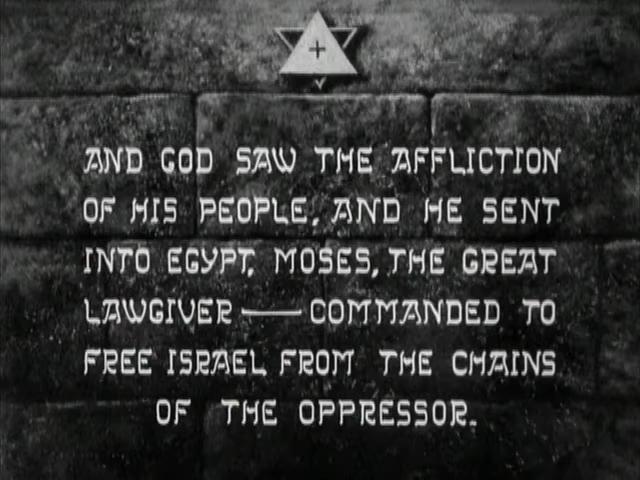 AND GOD SAW THE AFFLICTION
OF HIS PEOPLE, AND HE SENT
INTO EGYPT, MOSES, THE GREAT
LAWGIVER — COMMANDED TO
FREE ISRAEL FROM THE CHAINS
OF THE OPPRESSOR.